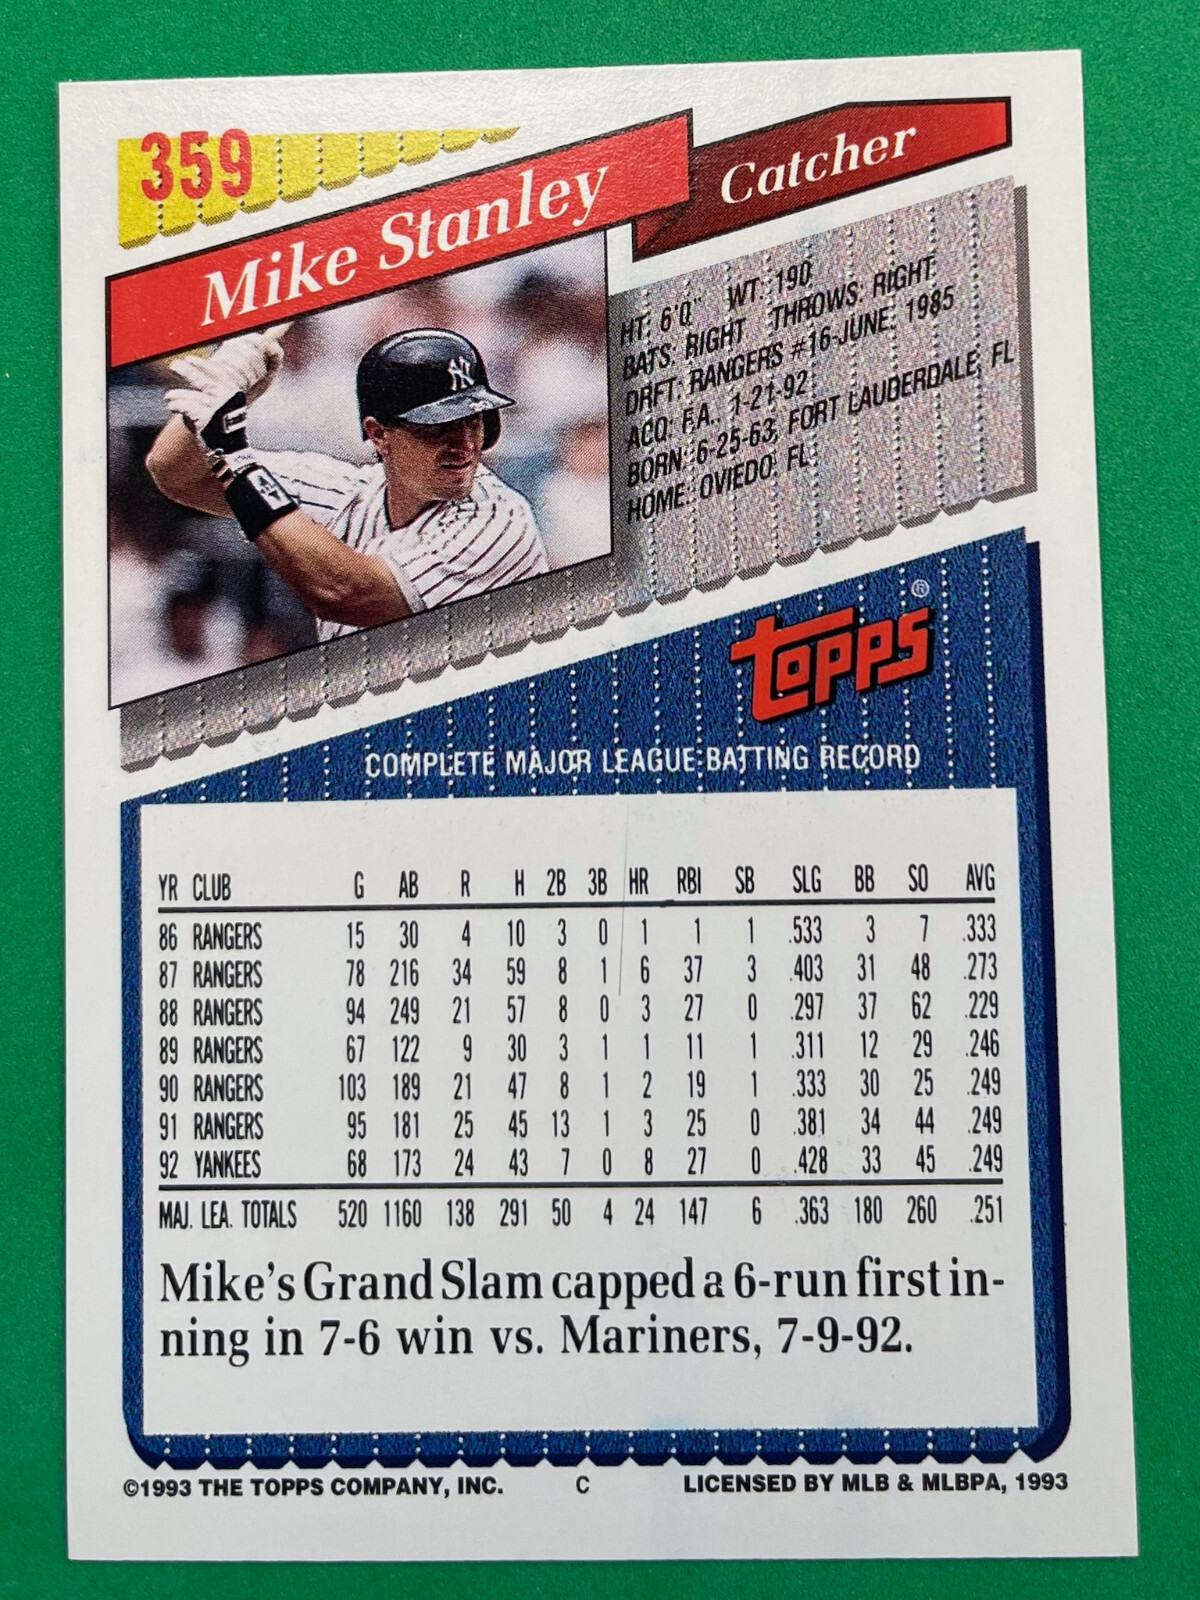 359
Mike Stanley
Catcher
HT: 6'0" WT: 190
BATS: RIGHT THROWS: RIGHT
DRFT: RANGERS #16-JUNE, 1985
ACQ: F.A., 1-21-92
BORN: 6-25-63, FORT LAUDERDALE, FL
HOME: OVIEDO, FL
NY
topps®
COMPLETE MAJOR LEAGUE BATTING RECORD
YR CLUB G AB R H 2B 3B HR RBI SB SLG BB SO AVG
86 RANGERS 15 30 4 10 3 0 1 1 1 .533 3 7 .333
87 RANGERS 78 216 34 59 8 1 6 37 3 .403 31 48 .273
88 RANGERS 94 249 21 57 8 0 3 27 0 .297 37 62 .229
89 RANGERS 67 122 9 30 3 1 1 11 1 .311 12 29 .246
90 RANGERS 103 189 21 47 8 1 2 19 1 .333 30 25 .249
91 RANGERS 95 181 25 45 13 1 3 25 0 .381 34 44 .249
92 YANKEES 68 173 24 43 7 0 8 27 0 .428 33 45 .249
MAJ. LEA. TOTALS 520 1160 138 291 50 4 24 147 6 .363 180 260 .251
Mike's Grand Slam capped a 6-run first in-
ning in 7-6 win vs. Mariners, 7-9-92.
©1993 THE TOPPS COMPANY, INC. C LICENSED BY MLB & MLBPA, 1993